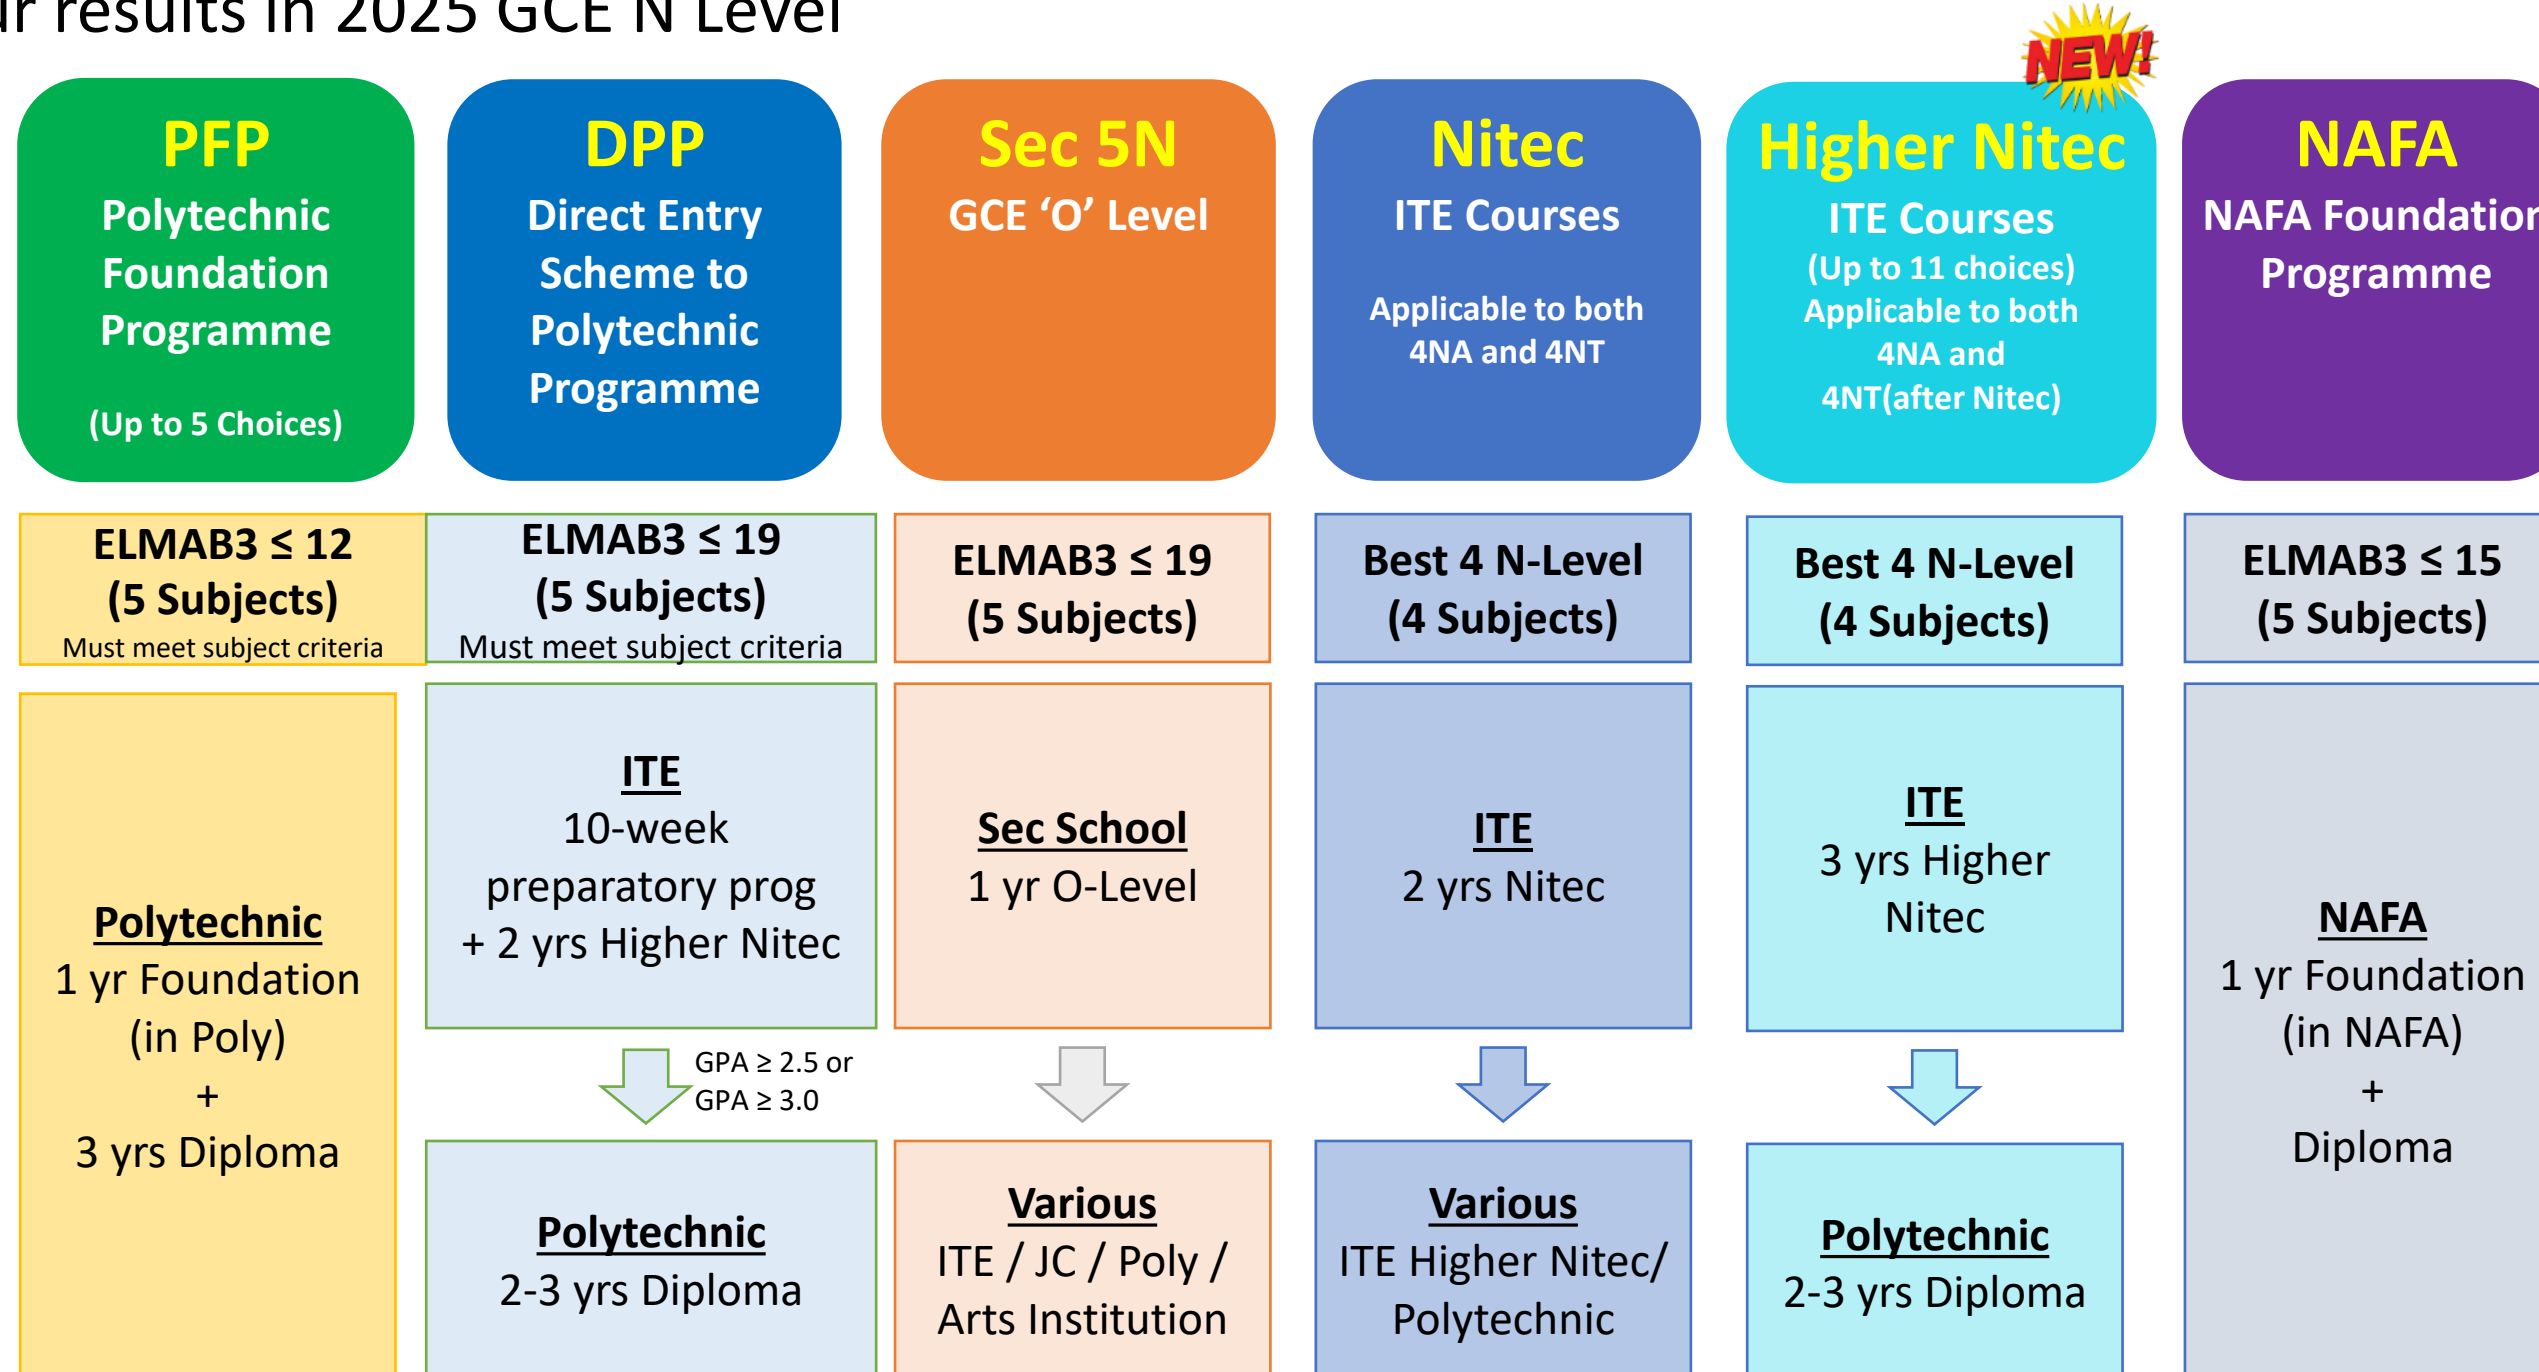 results in 2025 GCE N Level
NEW!
PFP
Polytechnic
Foundation
Programme
(Up to 5 Choices)
DPP
Direct Entry
Scheme to
Polytechnic
Programme
Sec 5N
GCE ‘O’ Level
Nitec
ITE Courses
Applicable to both
4NA and 4NT
Higher Nitec
ITE Courses
(Up to 11 choices)
Applicable to both
4NA and
4NT(after Nitec)
NAFA
NAFA Foundation
Programme
ELMAB3 ≤ 12
(5 Subjects)
Must meet subject criteria
ELMAB3 ≤ 19
(5 Subjects)
Must meet subject criteria
ELMAB3 ≤ 19
(5 Subjects)
Best 4 N-Level
(4 Subjects)
Best 4 N-Level
(4 Subjects)
ELMAB3 ≤ 15
(5 Subjects)
Polytechnic
1 yr Foundation
(in Poly)
+
3 yrs Diploma
ITE
10-week
preparatory prog
+ 2 yrs Higher Nitec
GPA ≥ 2.5 or
GPA ≥ 3.0
Polytechnic
2-3 yrs Diploma
Sec School
1 yr O-Level
Various
ITE / JC / Poly /
Arts Institution
ITE
2 yrs Nitec
Various
ITE Higher Nitec/
Polytechnic
ITE
3 yrs Higher
Nitec
Polytechnic
2-3 yrs Diploma
NAFA
1 yr Foundation
(in NAFA)
+
Diploma